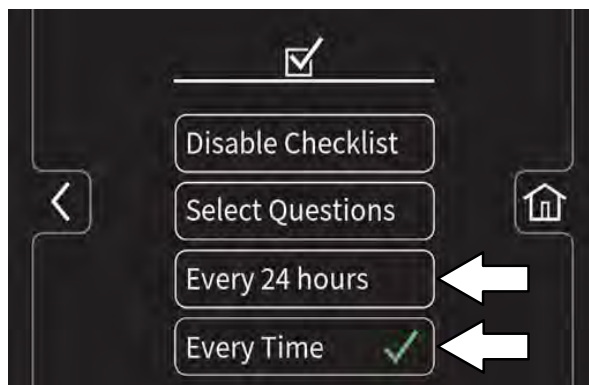 Disable Checklist
Select Questions
Every 24 hours
Every Time